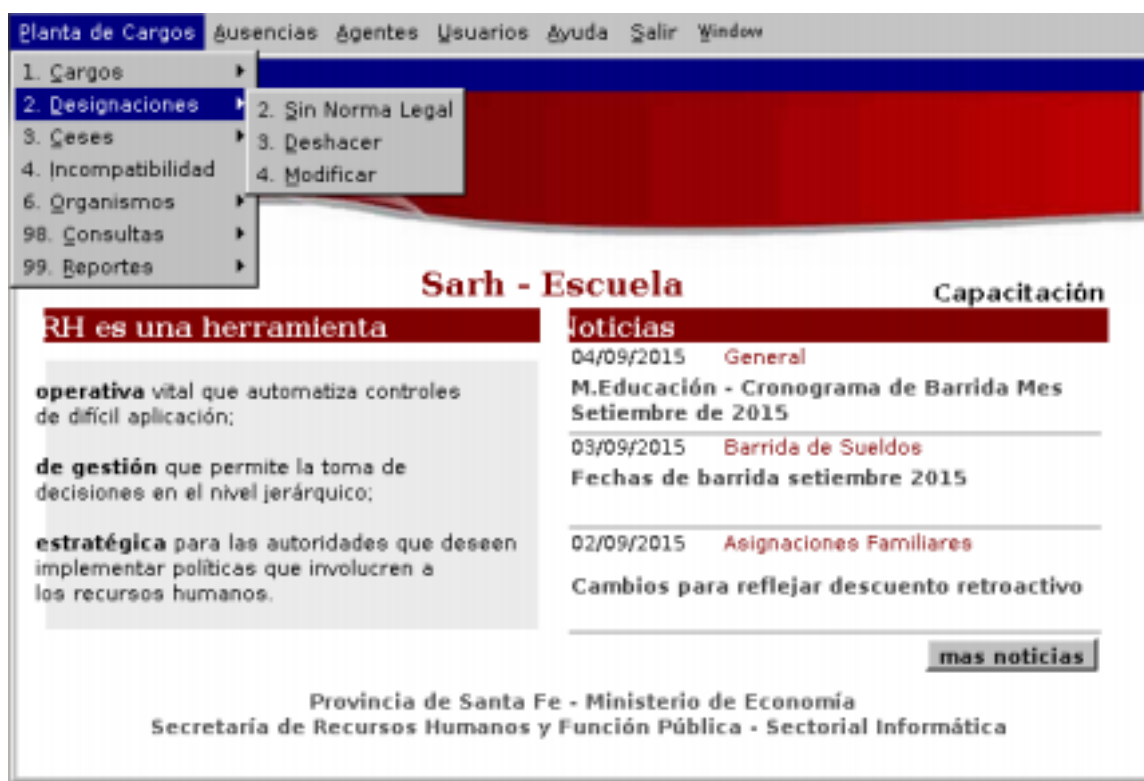 Planta de Cargos Ausencias Agentes Usuarios Ayuda Salir Window
1. Cargos
2. Designaciones
3. Ceses
4. Incompatibilidad
6. Organismos
98. Consultas
99. Reportes
2. Sin Norma Legal
3. Deshacer
4. Modificar
Sarh - Escuela
Capacitación
RH es una herramienta
operativa vital que automatiza controles
de difícil aplicación;
de gestión que permite la toma de
decisiones en el nivel jerárquico;
estratégica para las autoridades que deseen
implementar políticas que involucren a
los recursos humanos.
Noticias
04/09/2015 General
M.Educación - Cronograma de Barrida Mes
Setiembre de 2015
03/09/2015 Barrida de Sueldos
Fechas de barrida setiembre 2015
02/09/2015 Asignaciones Familiares
Cambios para reflejar descuento retroactivo
mas noticias
Provincia de Santa Fe - Ministerio de Economía
Secretaría de Recursos Humanos y Función Pública - Sectorial Informática